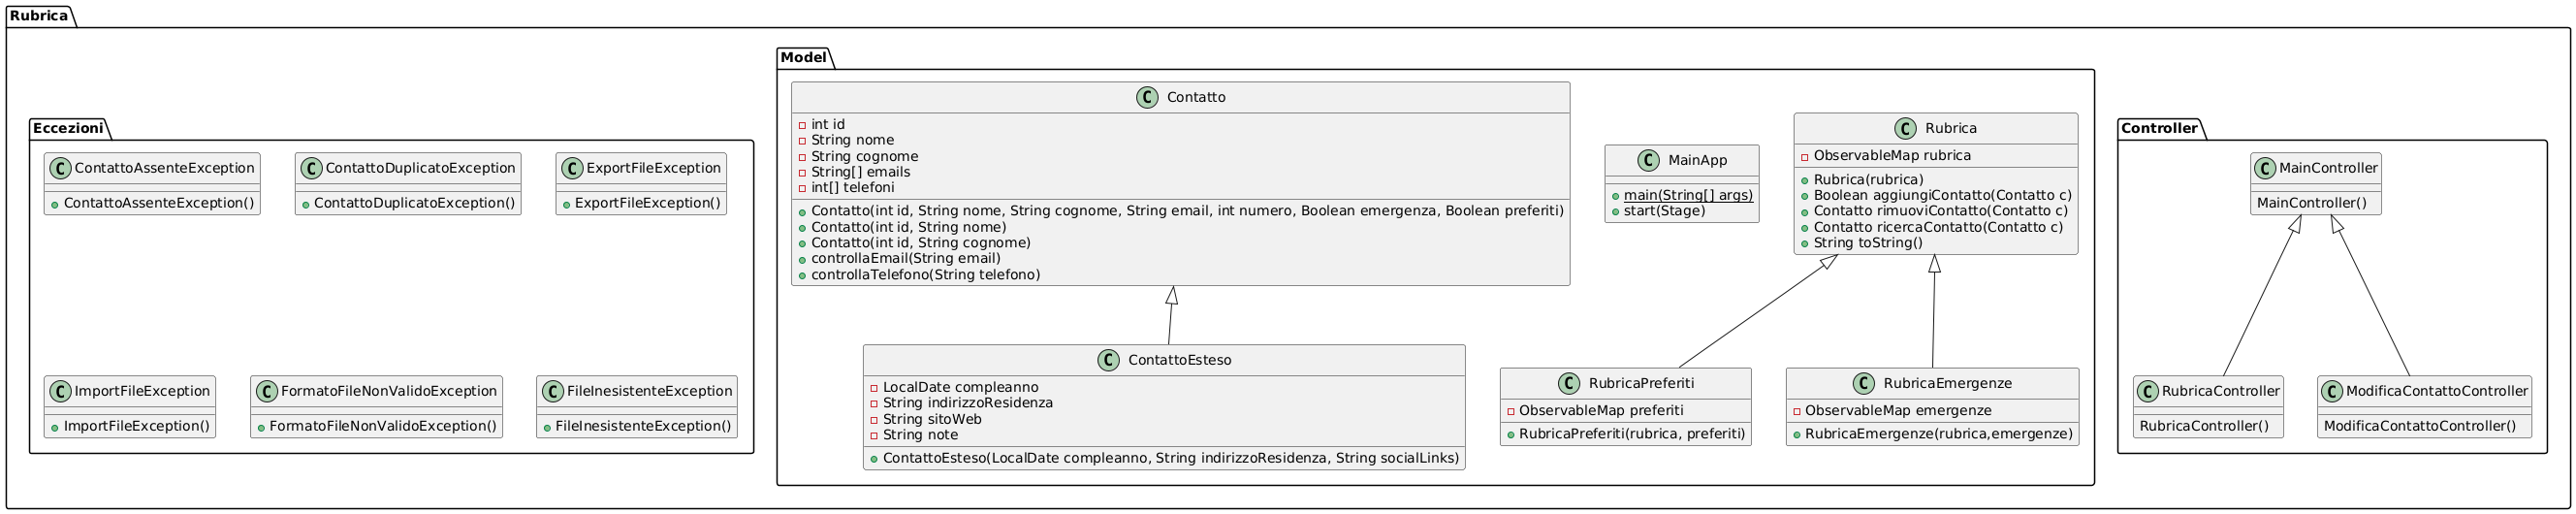 Rubrica
Eccezioni
C ContattoAssenteException
ContattoAssenteException()
C ContattoDuplicatoException
ContattoDuplicatoException()
C ExportFileException
ExportFileException()
C ImportFileException
ImportFileException()
C FormatoFileNonValidoException
FormatoFileNonValidoException()
C FileInesistenteException
FileInesistenteException()
Model
C Contatto
int id
String nome
String cognome
String[] emails
int[] telefoni
Contatto(int id, String nome, String cognome, String email, int numero, Boolean emergenza, Boolean preferiti)
Contatto(int id, String nome)
Contatto(int id, String cognome)
controllaEmail(String email)
controllaTelefono(String telefono)
C MainApp
main(String[] args)
start(Stage)
C Rubrica
ObservableMap rubrica
Rubrica(rubrica)
Boolean aggiungiContatto(Contatto c)
Contatto rimuoviContatto(Contatto c)
Contatto ricercaContatto(Contatto c)
String toString()
C ContattoEsteso
LocalDate compleanno
String indirizzoResidenza
String sitoWeb
String note
ContattoEsteso(LocalDate compleanno, String indirizzoResidenza, String socialLinks)
C RubricaPreferiti
ObservableMap preferiti
RubricaPreferiti(rubrica, preferiti)
C RubricaEmergenze
ObservableMap emergenze
RubricaEmergenze(rubrica,emergenze)
Controller
C MainController
MainController()
C RubricaController
RubricaController()
C ModificaContattoController
ModificaContattoController()